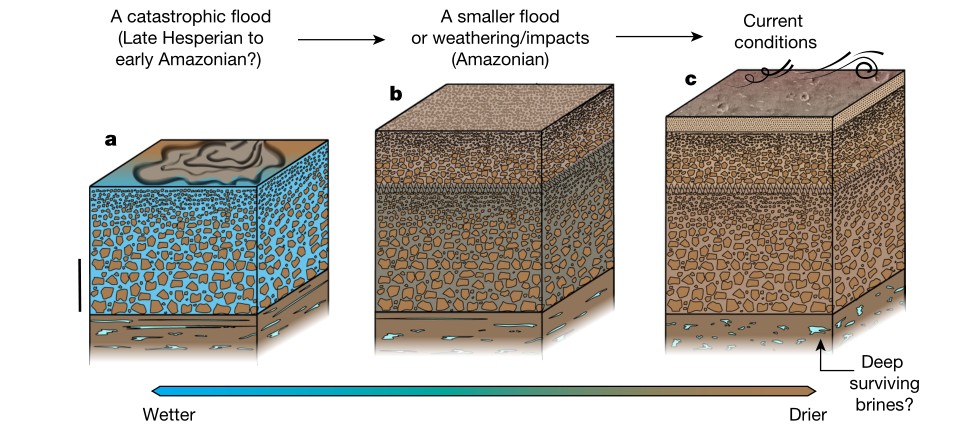 A catastrophic flood
(Late Hesperian to
early Amazonian?)
A smaller flood
or weathering/impacts
(Amazonian)
Current
conditions
a
b
c
Deep
surviving
brines?
Wetter
Drier